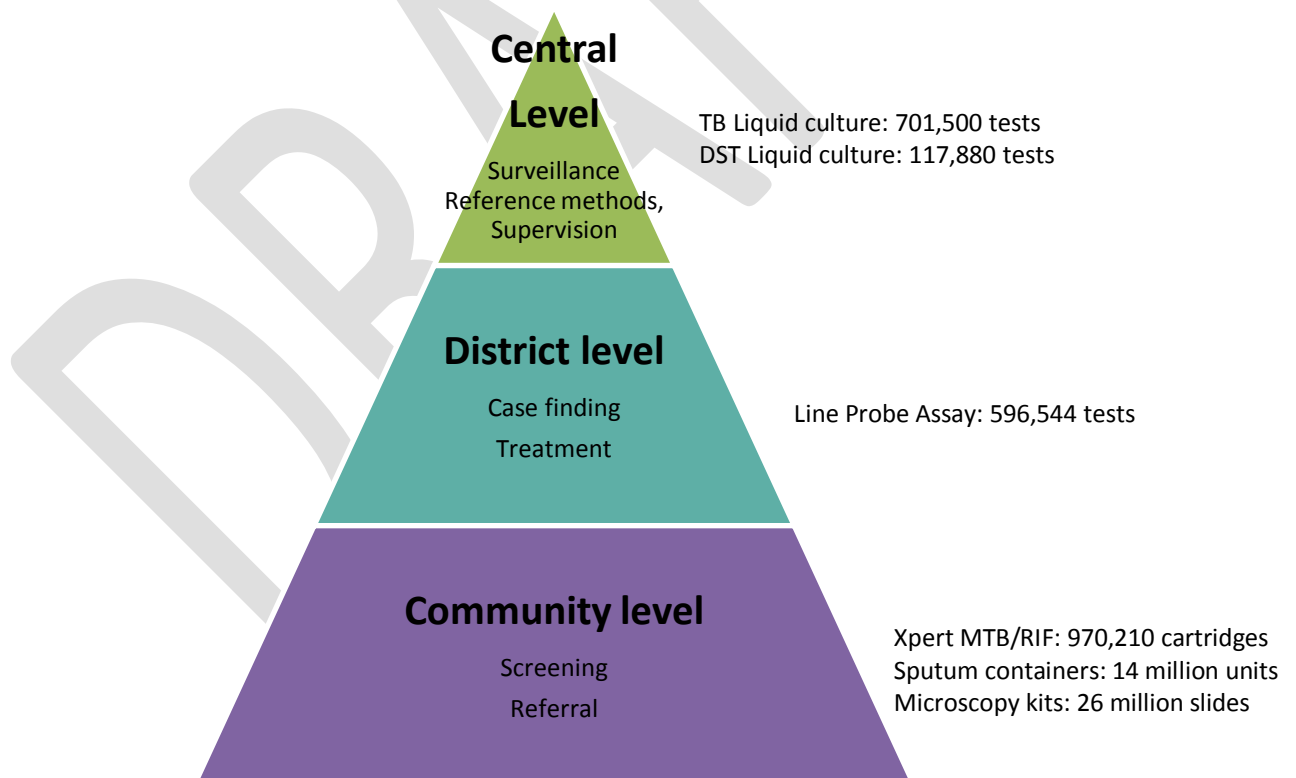 Central
Level
Surveillance
Reference methods,
Supervision
TB Liquid culture: 701,500 tests
DST Liquid culture: 117,880 tests
District level
Case finding
Treatment
Line Probe Assay: 596,544 tests
Community level
Screening
Referral
Xpert MTB/RIF: 970,210 cartridges
Sputum containers: 14 million units
Microscopy kits: 26 million slides
DRAFT